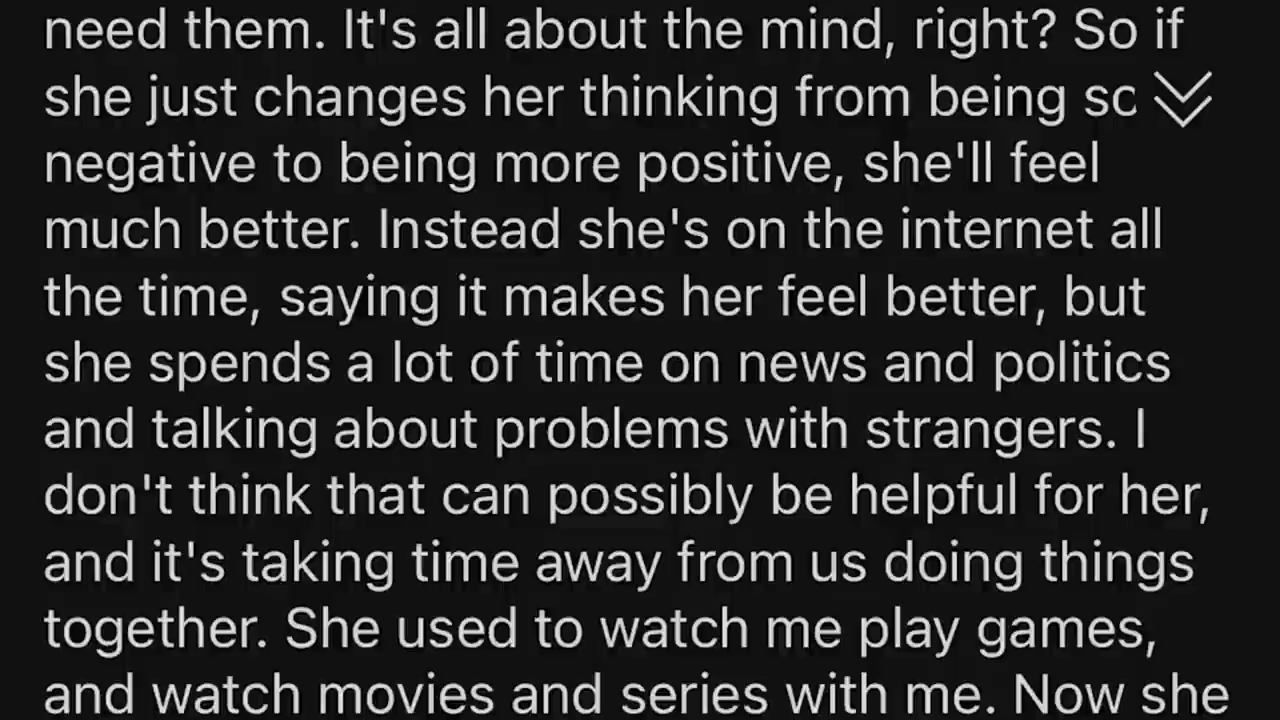 need them. It's all about the mind, right? So if
she just changes her thinking from being so
negative to being more positive, she'll feel
much better. Instead she's on the internet all
the time, saying it makes her feel better, but
she spends a lot of time on news and politics
and talking about problems with strangers. I
don't think that can possibly be helpful for her,
and it's taking time away from us doing things
together. She used to watch me play games,
and watch movies and series with me. Now she